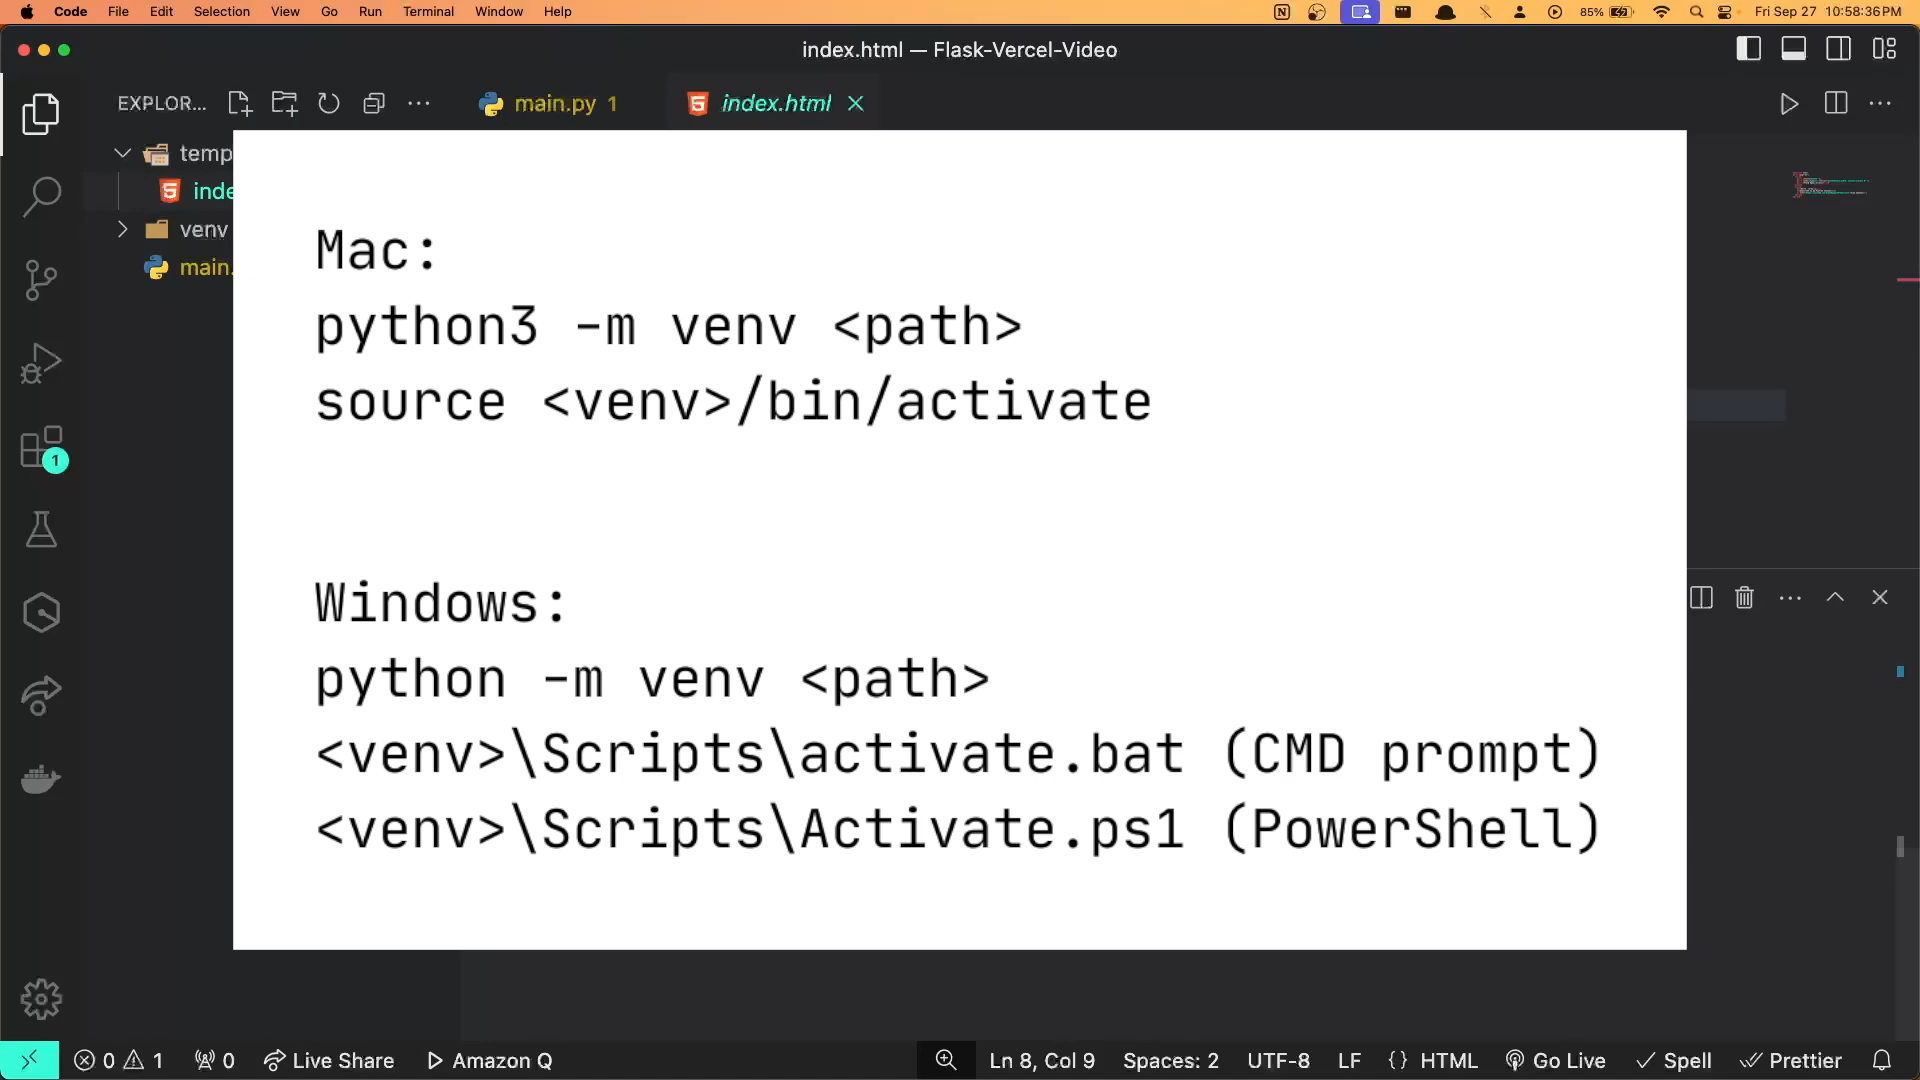 Code File Edit Selection View Go Run Terminal Window Help 85% Fri Sep 27 10:58:36 PM
index.html — Flask-Vercel-Video
EXPLOR... main.py 1 index.html
temp
inde
venv
main.
Mac:
python3 -m venv <path>
source <venv>/bin/activate
Windows:
python -m venv <path>
<venv>\Scripts\activate.bat (CMD prompt)
<venv>\Scripts\Activate.ps1 (PowerShell)
1
0 1 0 Live Share Amazon Q Ln 8, Col 9 Spaces: 2 UTF-8 LF {} HTML Go Live Spell Prettier